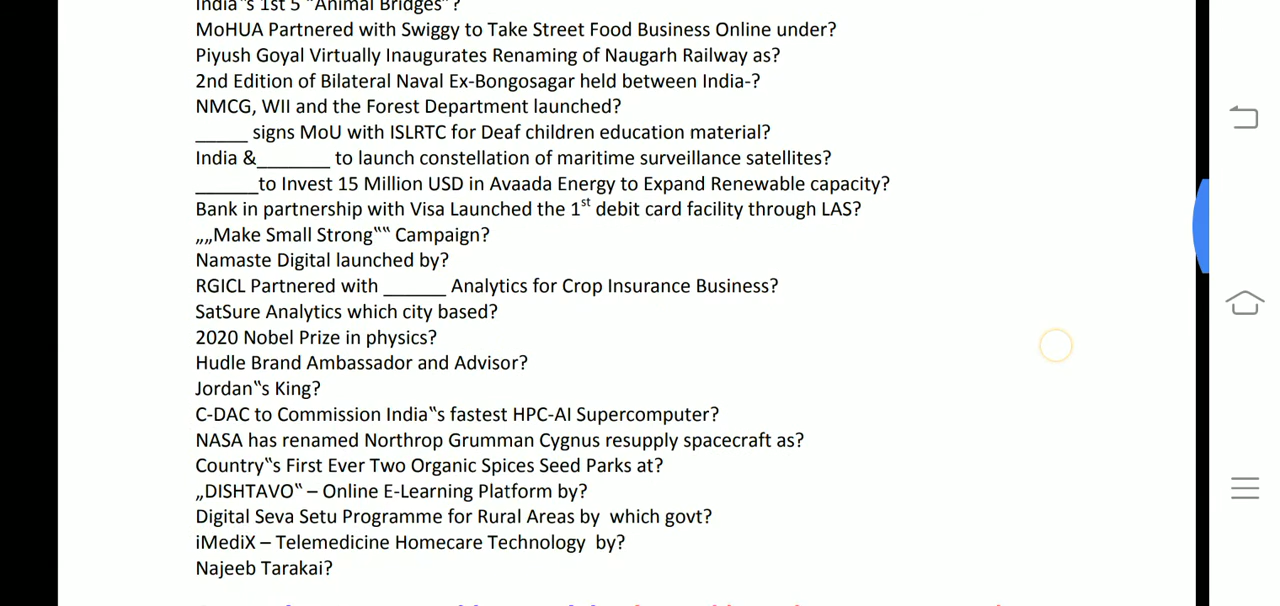 India‟s 1st 5 "Animal Bridges"?
MoHUA Partnered with Swiggy to Take Street Food Business Online under?
Piyush Goyal Virtually Inaugurates Renaming of Naugarh Railway as?
2nd Edition of Bilateral Naval Ex-Bongosagar held between India-?
NMCG, WII and the Forest Department launched?
_____ signs MoU with ISLRTC for Deaf children education material?
India &_______ to launch constellation of maritime surveillance satellites?
______to Invest 15 Million USD in Avaada Energy to Expand Renewable capacity?
Bank in partnership with Visa Launched the 1st debit card facility through LAS?
„„Make Small Strong‟‟ Campaign?
Namaste Digital launched by?
RGICL Partnered with ______ Analytics for Crop Insurance Business?
SatSure Analytics which city based?
2020 Nobel Prize in physics?
Hudle Brand Ambassador and Advisor?
Jordan‟s King?
C-DAC to Commission India‟s fastest HPC-AI Supercomputer?
NASA has renamed Northrop Grumman Cygnus resupply spacecraft as?
Country‟s First Ever Two Organic Spices Seed Parks at?
„DISHTAVO‟ – Online E-Learning Platform by?
Digital Seva Setu Programme for Rural Areas by  which govt?
iMediX – Telemedicine Homecare Technology  by?
Najeeb Tarakai?